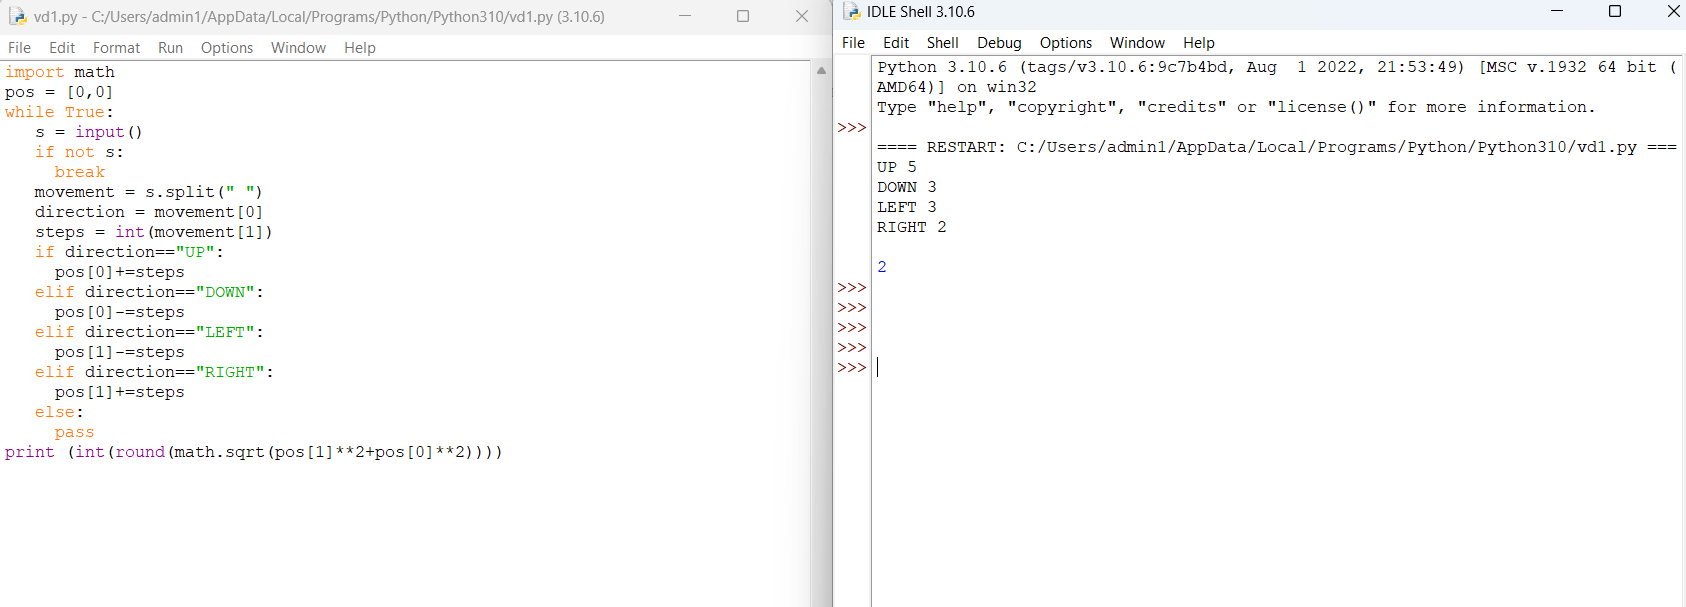 vd1.py - C:/Users/admin1/AppData/Local/Programs/Python/Python310/vd1.py (3.10.6)
File Edit Format Run Options Window Help
import math
pos = [0,0]
while True:
   s = input()
   if not s:
     break
   movement = s.split(" ")
   direction = movement[0]
   steps = int(movement[1])
   if direction=="UP":
     pos[0]+=steps
   elif direction=="DOWN":
     pos[0]-=steps
   elif direction=="LEFT":
     pos[1]-=steps
   elif direction=="RIGHT":
     pos[1]+=steps
   else:
     pass
print (int(round(math.sqrt(pos[1]**2+pos[0]**2))))
IDLE Shell 3.10.6
File Edit Shell Debug Options Window Help
Python 3.10.6 (tags/v3.10.6:9c7b4bd, Aug  1 2022, 21:53:49) [MSC v.1932 64 bit (
AMD64)] on win32
Type "help", "copyright", "credits" or "license()" for more information.
>>>
==== RESTART: C:/Users/admin1/AppData/Local/Programs/Python/Python310/vd1.py ===
UP 5
DOWN 3
LEFT 3
RIGHT 2
2
>>>
>>>
>>>
>>>
>>>